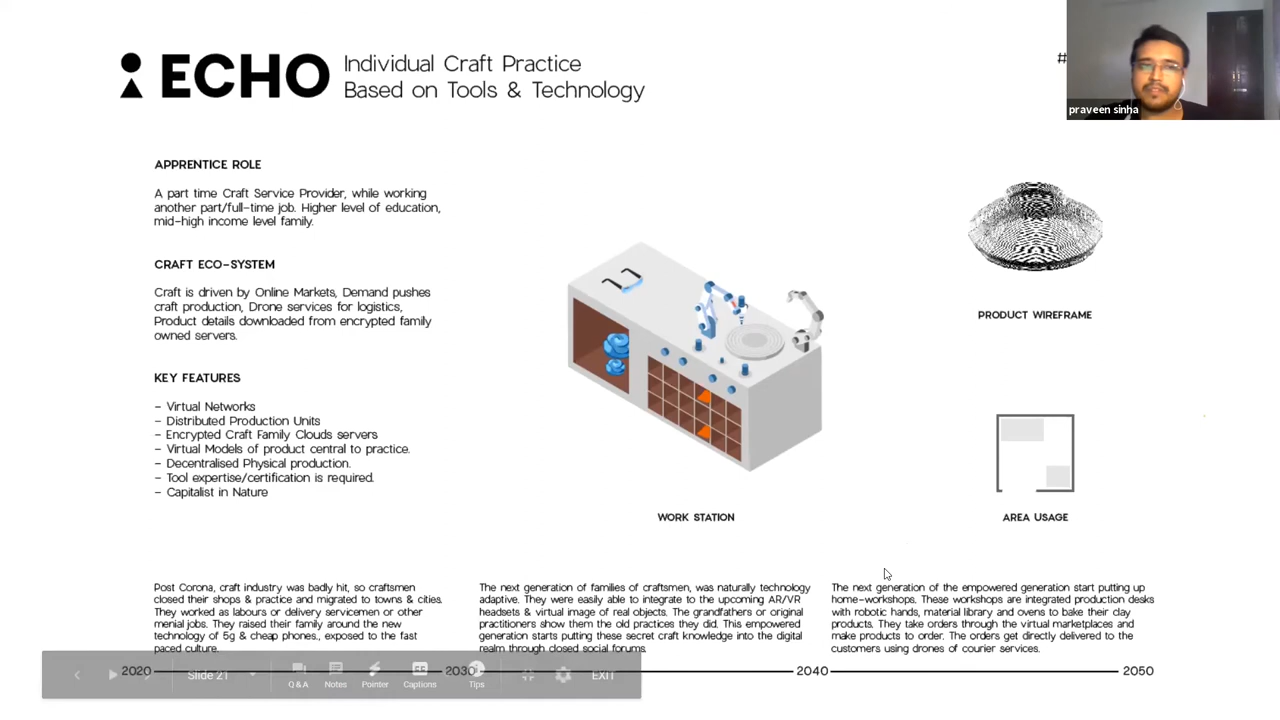 ECHO
Individual Craft Practice
Based on Tools & Technology
#
praveen sinha
APPRENTICE ROLE
A part time Craft Service Provider, while working
another part/full-time job. Higher level of education,
mid-high income level family.
CRAFT ECO-SYSTEM
Craft is driven by Online Markets, Demand pushes
craft production, Drone services for logistics,
Product details downloaded from encrypted family
owned servers.
KEY FEATURES
- Virtual Networks
- Distributed Production Units
- Encrypted Craft Family Clouds servers
- Virtual Models of product central to practice.
- Decentralised Physical production.
- Tool expertise/certification is required.
- Capitalist in Nature
WORK STATION
PRODUCT WIREFRAME
AREA USAGE
Post Corona, craft industry was badly hit, so craftsmen
closed their shops & practice and migrated to towns & cities.
They worked as labours or delivery servicemen or other
menial jobs. They raised their family around the new
technology of 5g & cheap phones., exposed to the fast
paced culture.
The next generation of families of craftsmen, was naturally technology
adaptive. They were easily able to integrate to the upcoming AR/VR
headsets & virtual image of real objects. The grandfathers or original
practitioners show them the old practices they did. This empowered
generation starts putting these secret craft knowledge into the digital
realm through closed social forums.
The next generation of the empowered generation start putting up
home-workshops. These workshops are integrated production desks
with robotic hands, material library and ovens to bake their clay
products. They take orders through the virtual marketplaces and
make products to order. The orders get directly delivered to the
customers using drones of courier services.
2020
2030
2040
2050
Slide 21
Q & A
Notes
Pointer
Captions
Tips
EXIT